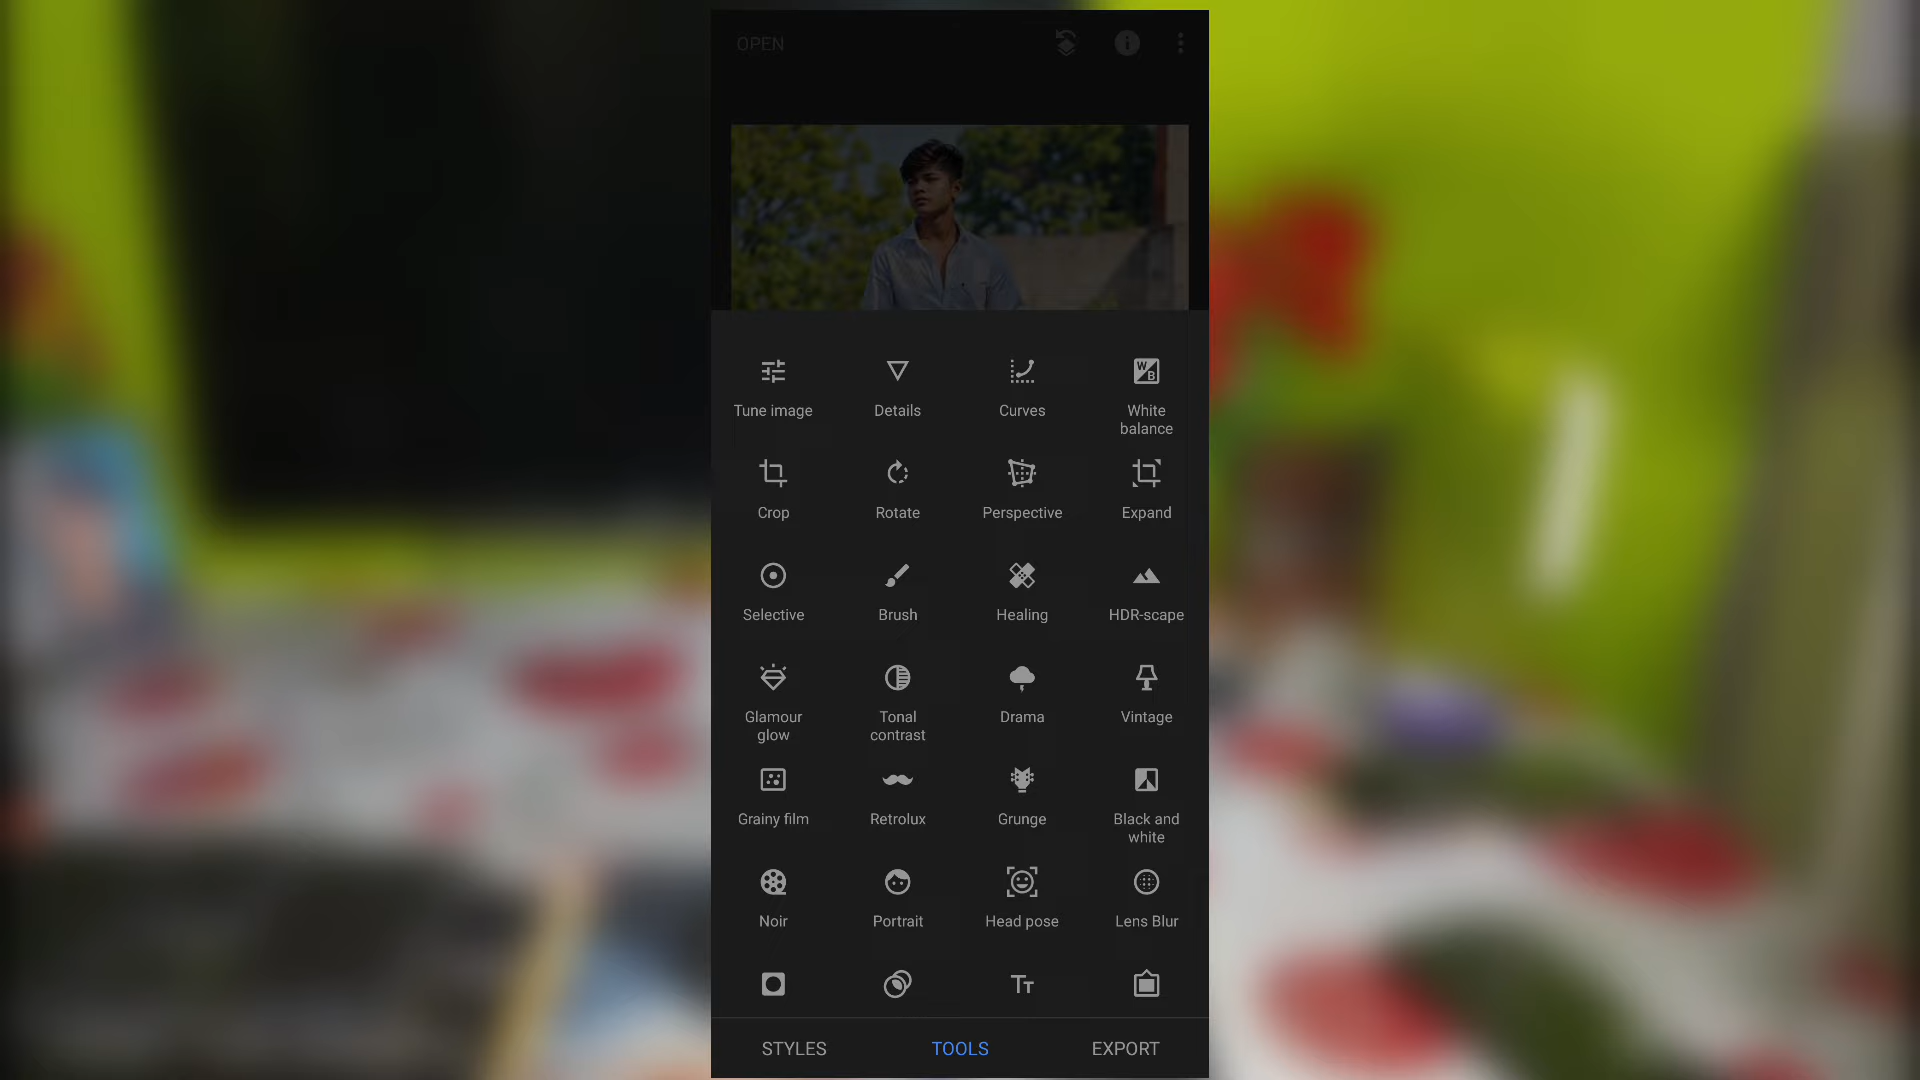 OPEN
Tune image
Details
Curves
White
balance
Crop
Rotate
Perspective
Expand
Selective
Brush
Healing
HDR-scape
Glamour
glow
Tonal
contrast
Drama
Vintage
Grainy film
Retrolux
Grunge
Black and
white
Noir
Portrait
Head pose
Lens Blur
STYLES
TOOLS
EXPORT